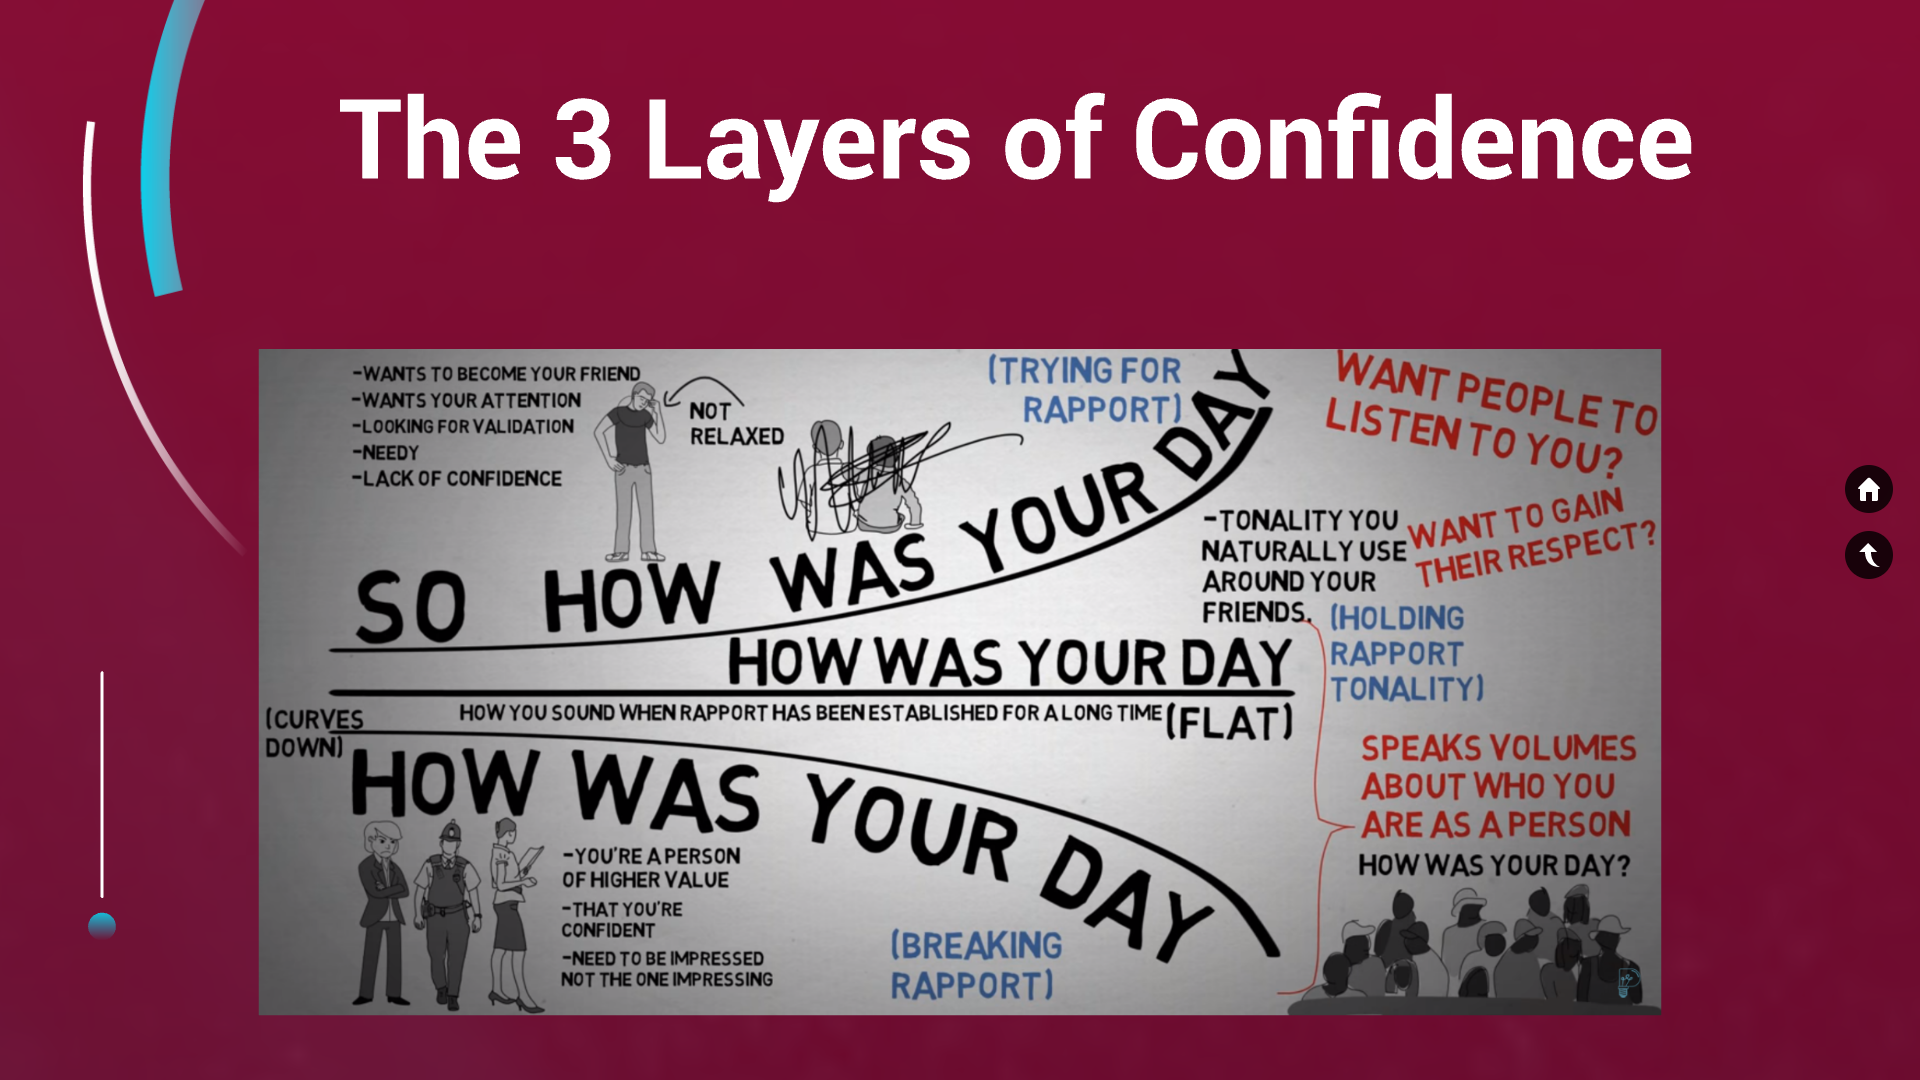 The 3 Layers of Confidence
-WANTS TO BECOME YOUR FRIEND
-WANTS YOUR ATTENTION
-LOOKING FOR VALIDATION
-NEEDY
-LACK OF CONFIDENCE
NOT
RELAXED
(TRYING FOR
RAPPORT)
SO HOW WAS YOUR DAY
WANT PEOPLE TO
LISTEN TO YOU?
-TONALITY YOU
NATURALLY USE
AROUND YOUR
FRIENDS.
WANT TO GAIN
THEIR RESPECT?
(HOLDING
RAPPORT
TONALITY)
HOW WAS YOUR DAY
HOW YOU SOUND WHEN RAPPORT HAS BEEN ESTABLISHED FOR A LONG TIME
(FLAT)
(CURVES
DOWN)
HOW WAS YOUR DAY
-YOU'RE A PERSON
OF HIGHER VALUE
-THAT YOU'RE
CONFIDENT
-NEED TO BE IMPRESSED
NOT THE ONE IMPRESSING
(BREAKING
RAPPORT)
SPEAKS VOLUMES
ABOUT WHO YOU
ARE AS A PERSON
HOW WAS YOUR DAY?